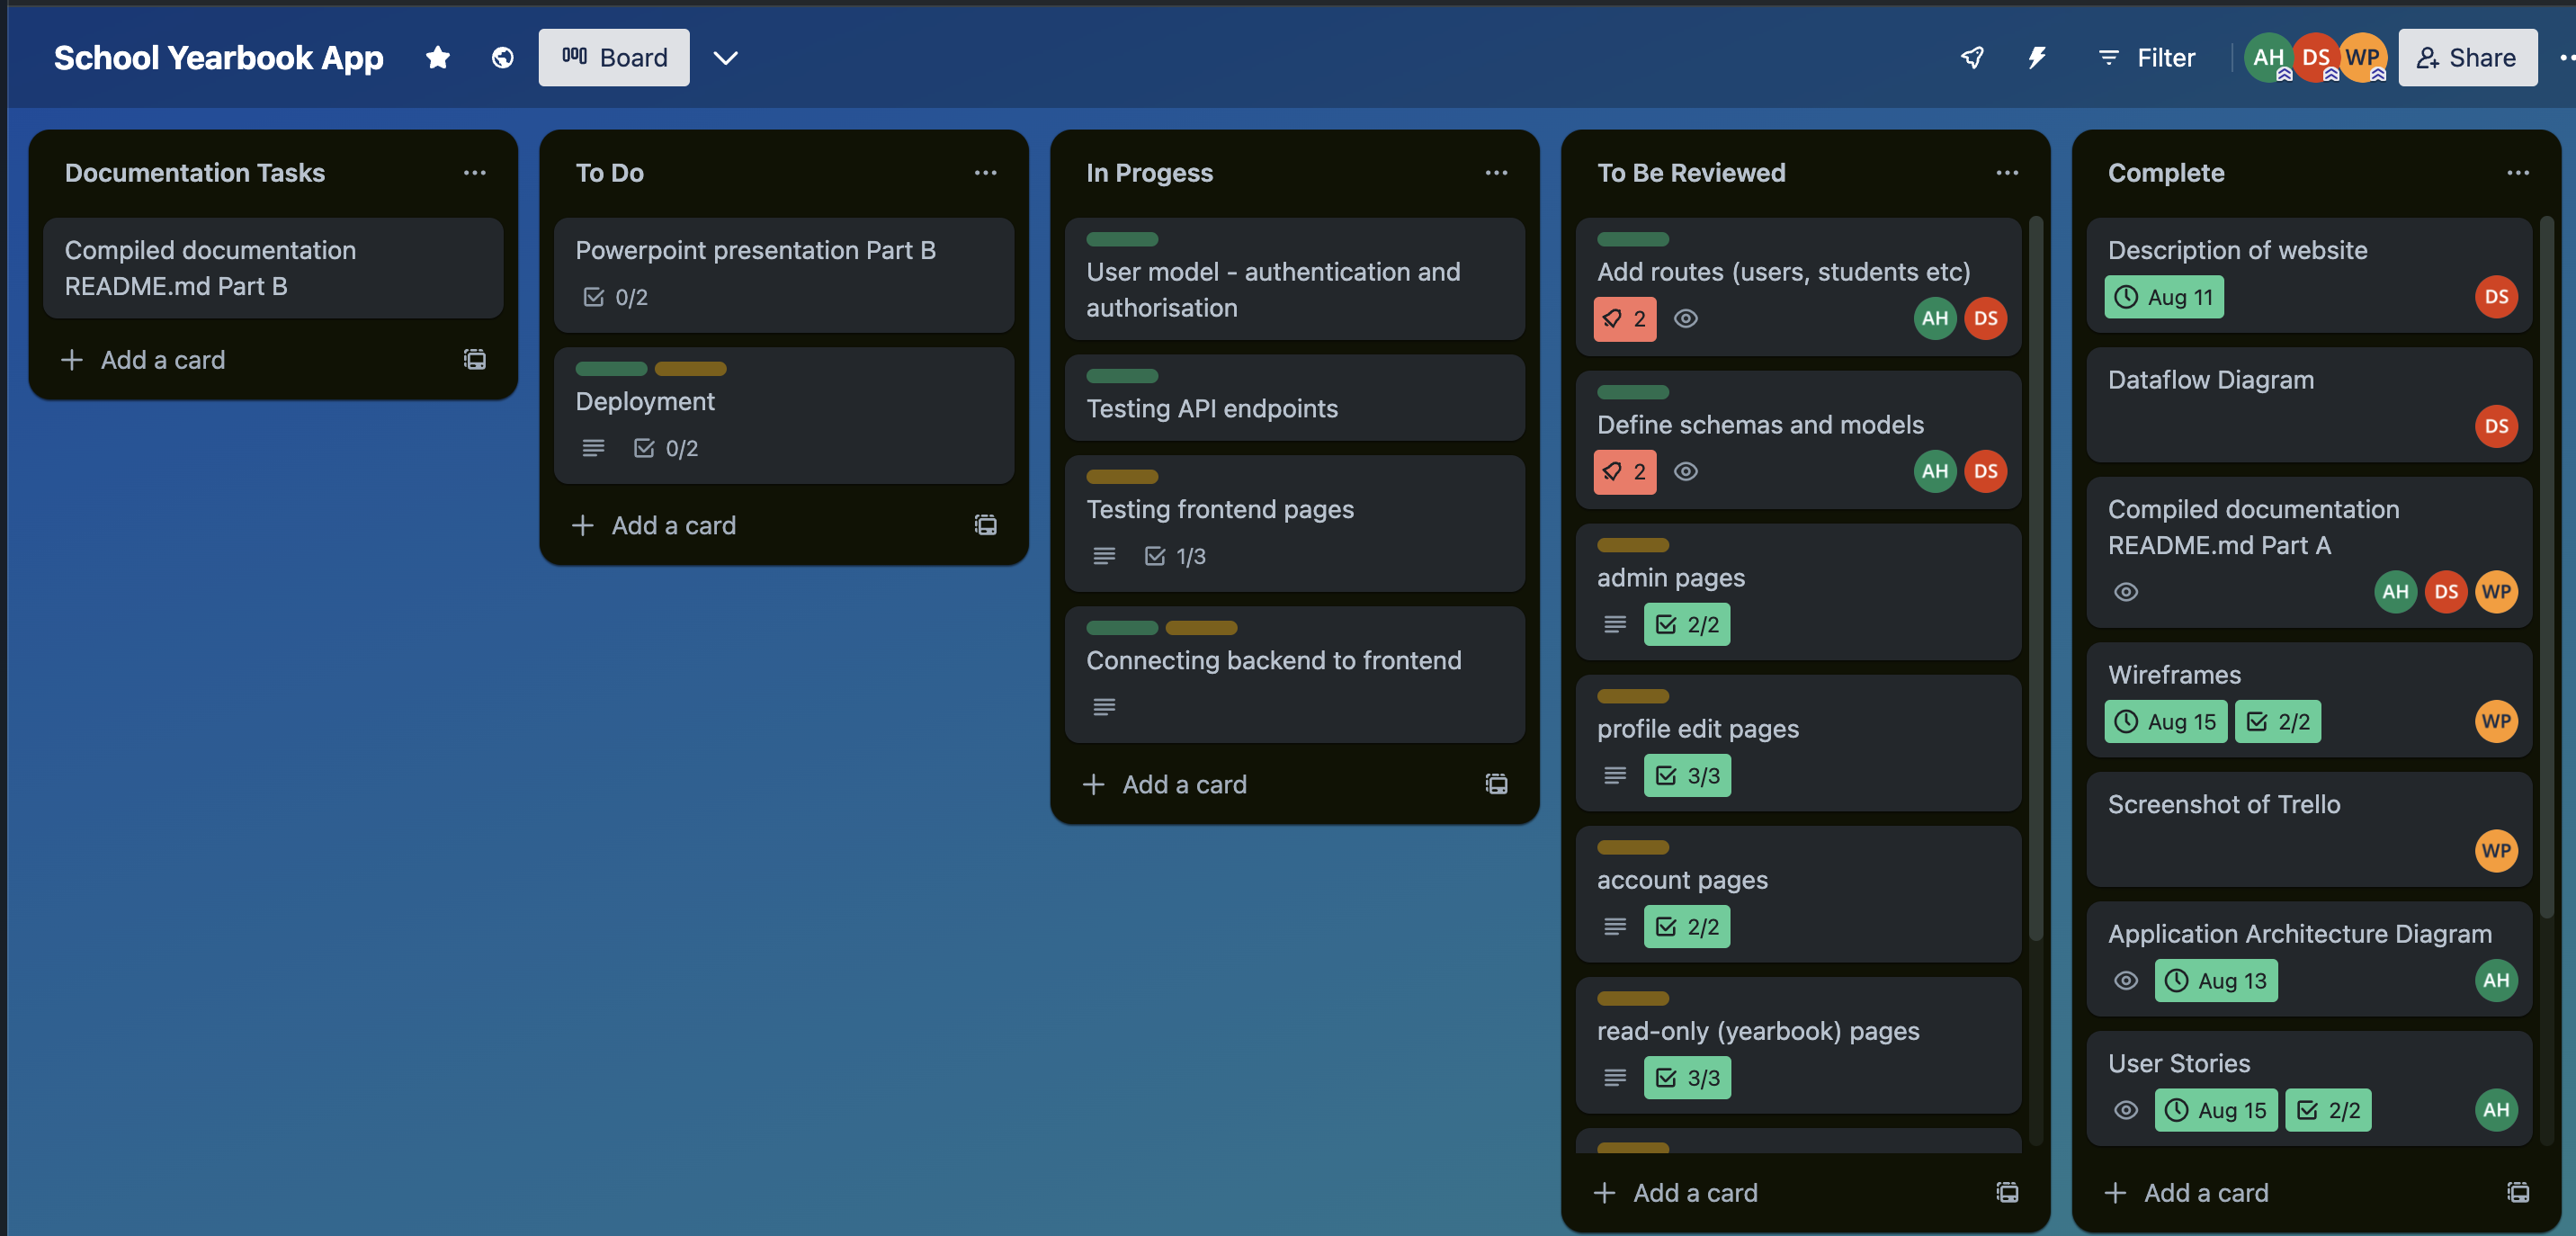 School Yearbook App
Board
Filter
AH DS WP
Share
Documentation Tasks
Compiled documentation
README.md Part B
Add a card
To Do
Powerpoint presentation Part B
0/2
Deployment
0/2
Add a card
In Progess
User model - authentication and
authorisation
Testing API endpoints
Testing frontend pages
1/3
Connecting backend to frontend
Add a card
To Be Reviewed
Add routes (users, students etc)
2 AH DS
Define schemas and models
2 AH DS
admin pages
2/2
profile edit pages
3/3
account pages
2/2
read-only (yearbook) pages
3/3
Add a card
Complete
Description of website
Aug 11 DS
Dataflow Diagram
DS
Compiled documentation
README.md Part A
AH DS WP
Wireframes
Aug 15 2/2 WP
Screenshot of Trello
WP
Application Architecture Diagram
Aug 13 AH
User Stories
Aug 15 2/2 AH
Add a card